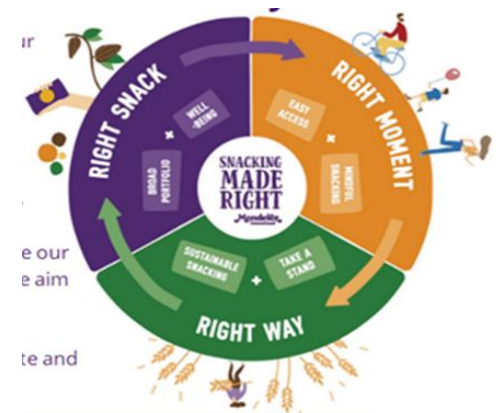 RIGHT SNACK
WELL
-BEING
+
BROAD
PORTFOLIO
RIGHT MOMENT
EASY
ACCESS
+
MINDFUL
SNACKING
SNACKING
MADE
RIGHT
Mondelēz
International
RIGHT WAY
SUSTAINABLE
SNACKING
+
TAKE A
STAND
e our
e aim
te and